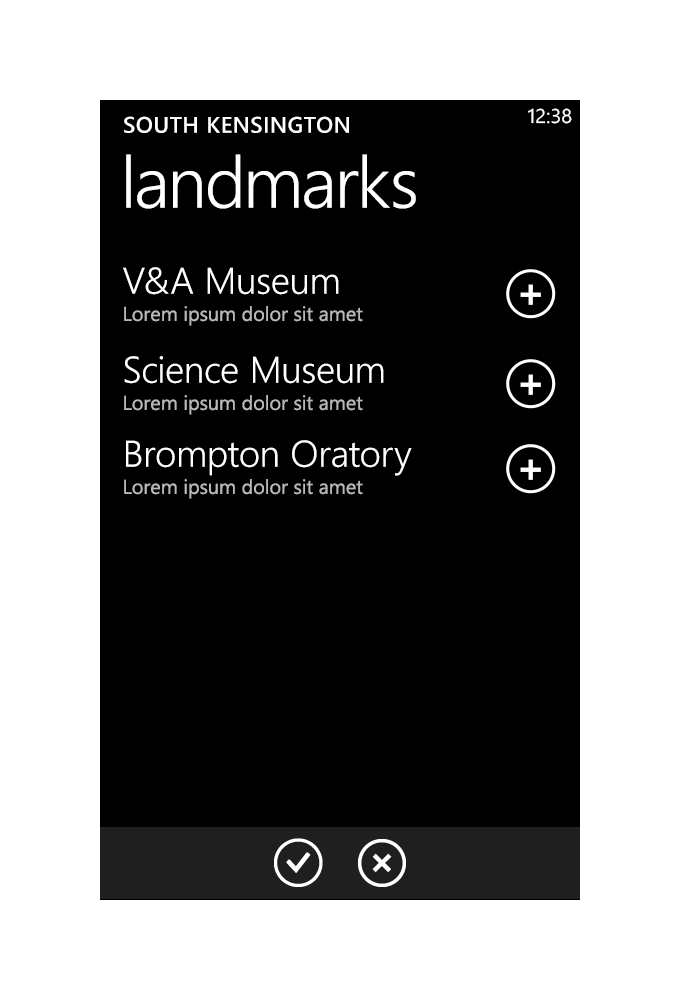 SOUTH KENSINGTON
12:38
landmarks
V&A Museum
Lorem ipsum dolor sit amet
Science Museum
Lorem ipsum dolor sit amet
Brompton Oratory
Lorem ipsum dolor sit amet